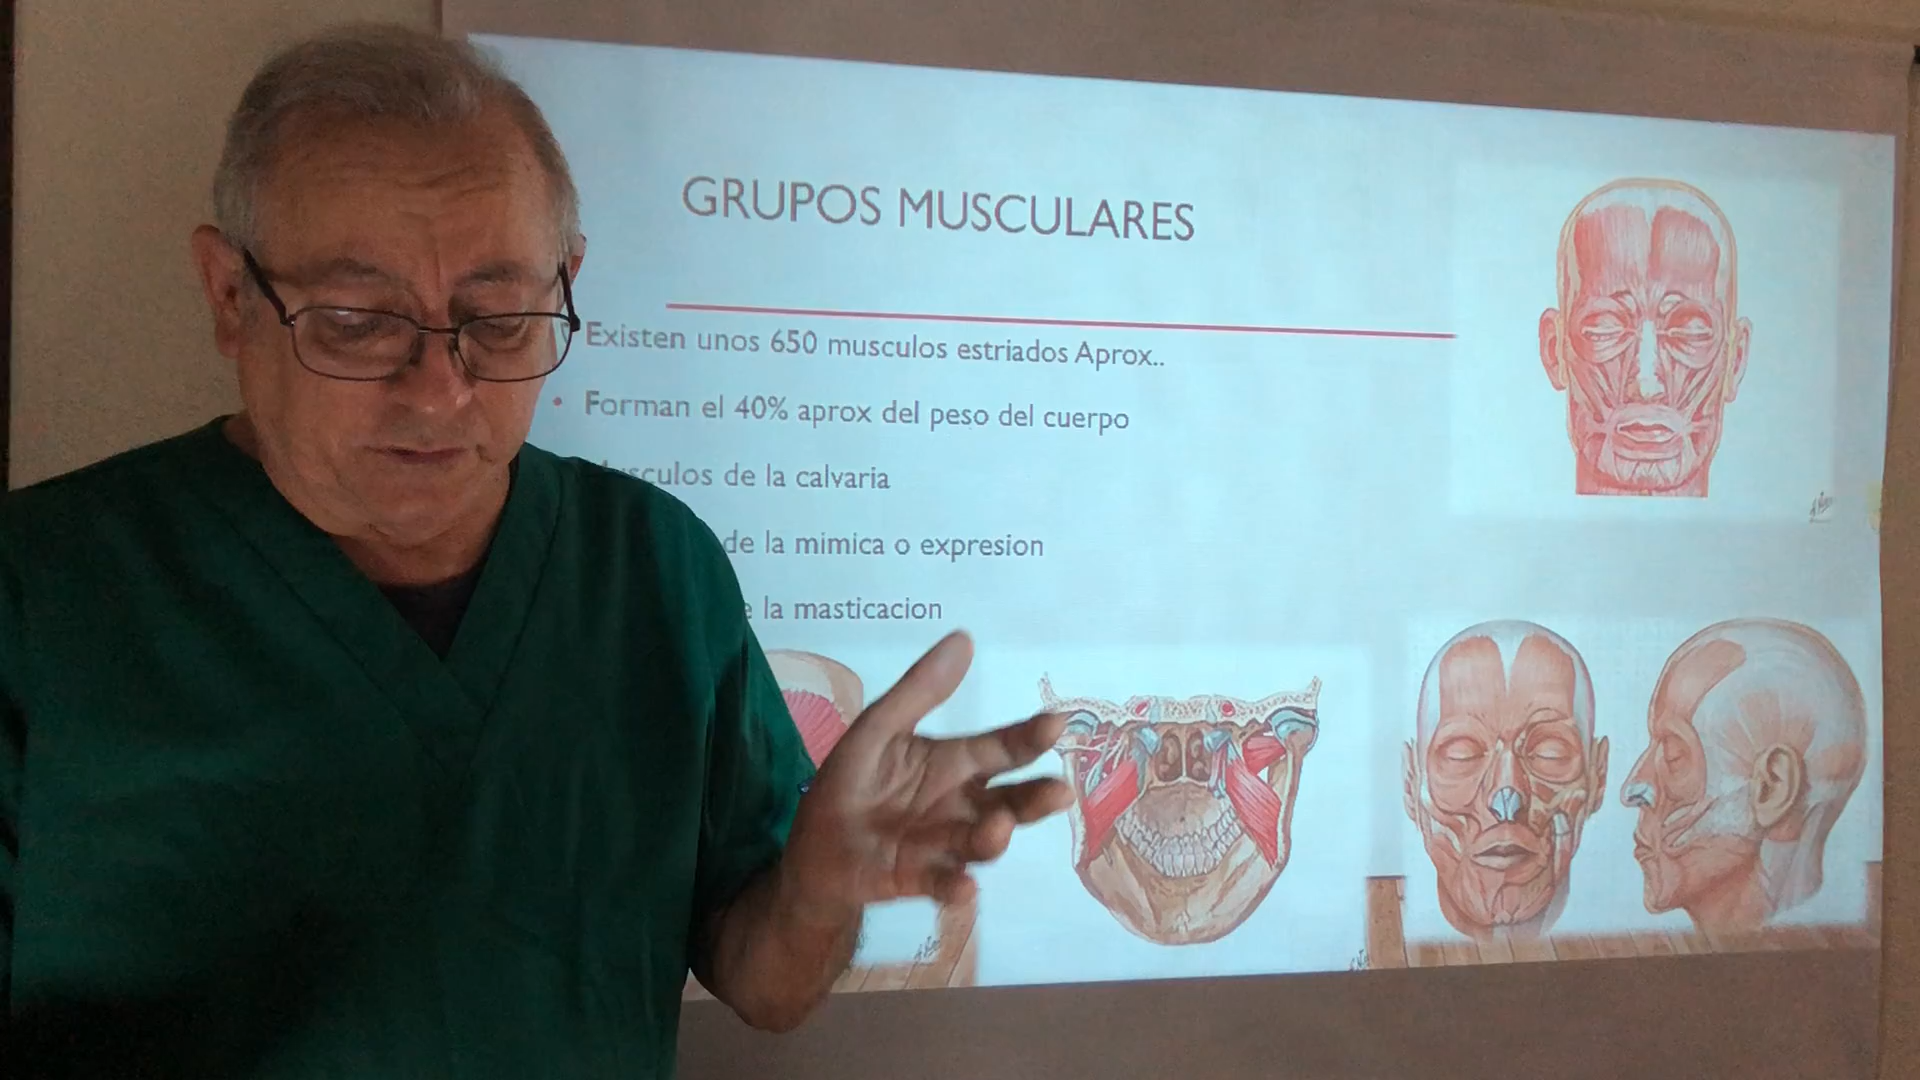 GRUPOS MUSCULARES
Existen unos 650 musculos estriados Aprox..
• Forman el 40% aprox del peso del cuerpo
de la calvaria
de la mimica o expresion
la masticacion